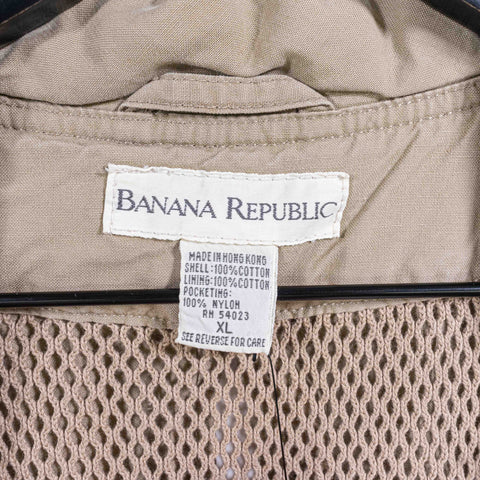 BANANA REPUBLIC
MADE IN HONG KONG
SHELL: 100% COTTON
LINING: 100% COTTON
POCKETING:
100% NYLON
RN 54023
XL
SEE REVERSE FOR CARE